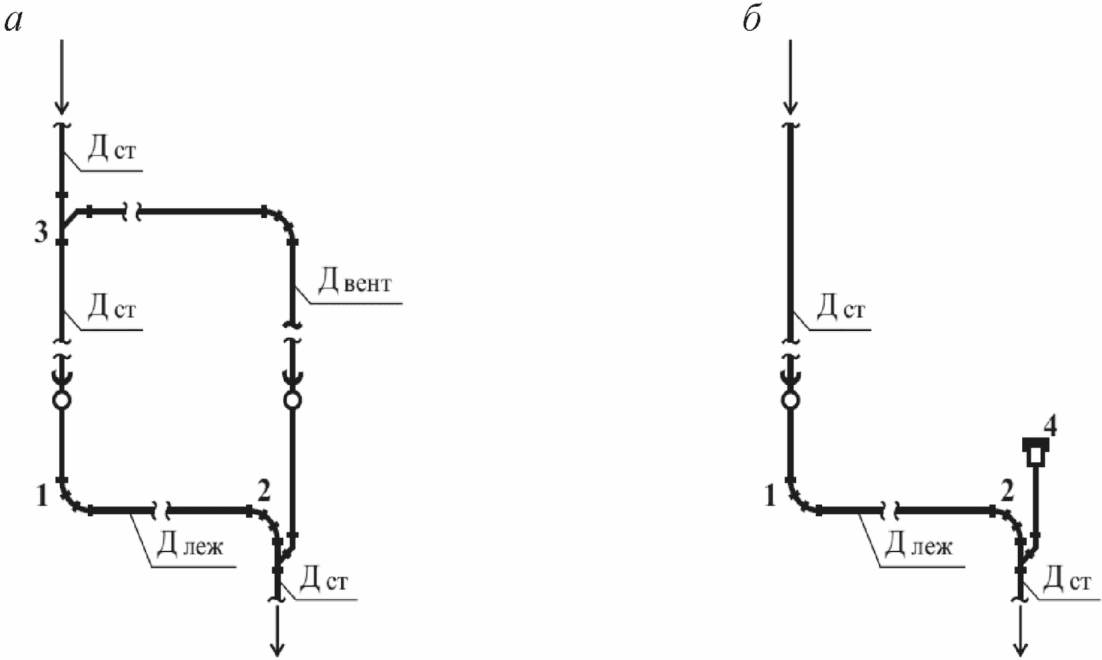 а
б
Д ст
3
Д вент
Д ст
Д ст
4
1
2
1
2
Д леж
Д леж
Д ст
Д ст